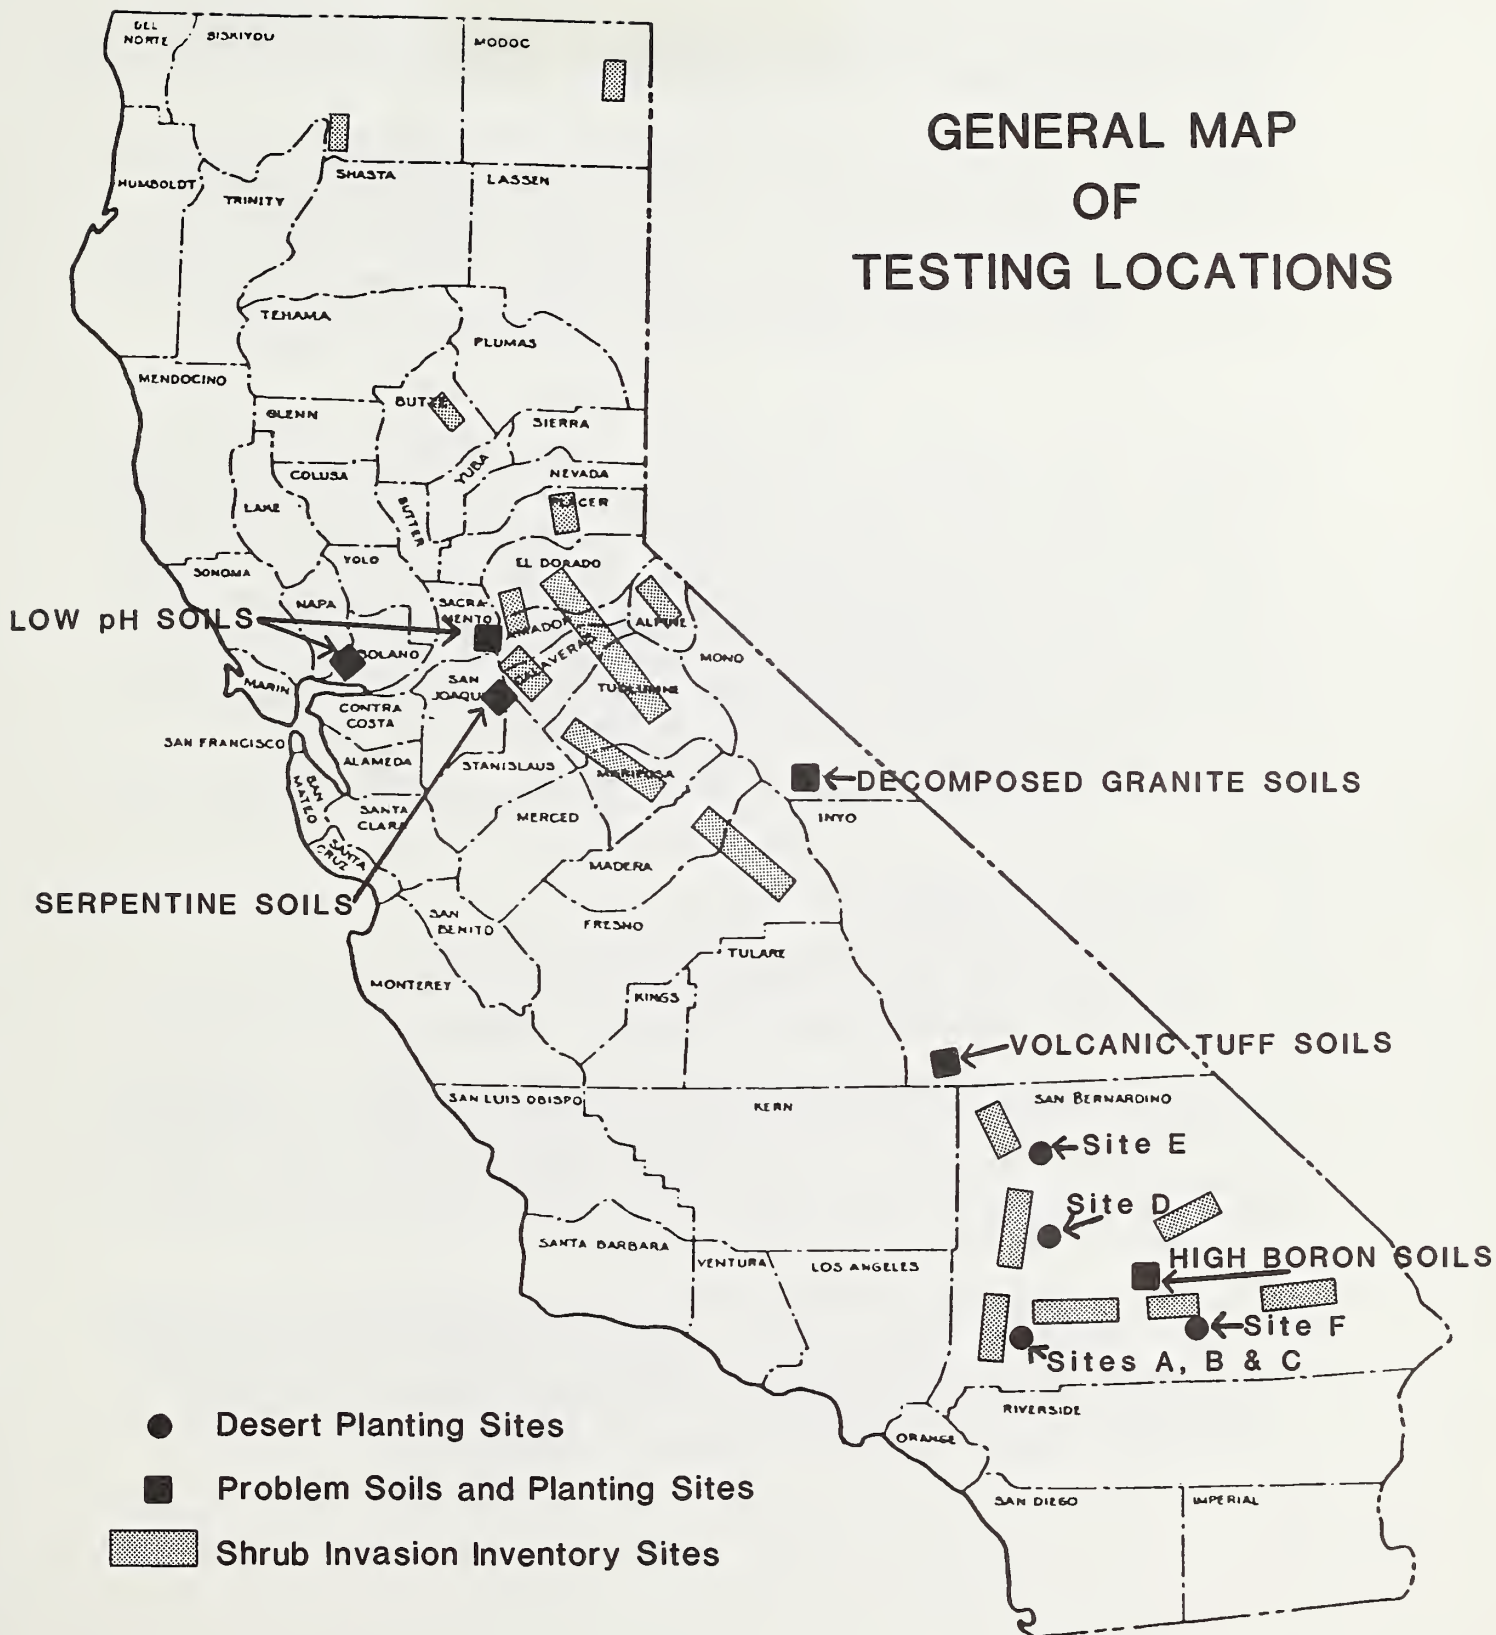 GENERAL MAP
OF
TESTING LOCATIONS
DEL
NORTE
SISKIYOU
MODOC
HUMBOLDT
TRINITY
SHASTA
LASSEN
TEHAMA
PLUMAS
MENDOCINO
GLENN
BUTTE
SIERRA
COLUSA
YUBA
NEVADA
LAKE
BUTTER
PLACER
SONOMA
YOLO
EL DORADO
NAPA
SACRA-
MENTO
LOW pH SOILS
AMADOR
ALPINE
SOLANO
CALAVERAS
MONO
MARIN
SAN
JOAQUIN
TUOLUMNE
CONTRA
COSTA
SAN FRANCISCO
ALAMEDA
STANISLAUS
MARIPOSA
DECOMPOSED GRANITE SOILS
SAN
MATEO
SANTA
CLARA
MERCED
INYO
SANTA
CRUZ
MADERA
SERPENTINE SOILS
SAN
BENITO
FRESNO
TULARE
MONTEREY
KINGS
VOLCANIC TUFF SOILS
SAN LUIS OBISPO
KERN
SAN BERNARDINO
Site E
Site D
SANTA BARBARA
VENTURA
LOS ANGELES
HIGH BORON SOILS
Site F
Sites A, B & C
RIVERSIDE
ORANGE
SAN DIEGO
IMPERIAL
Desert Planting Sites
Problem Soils and Planting Sites
Shrub Invasion Inventory Sites